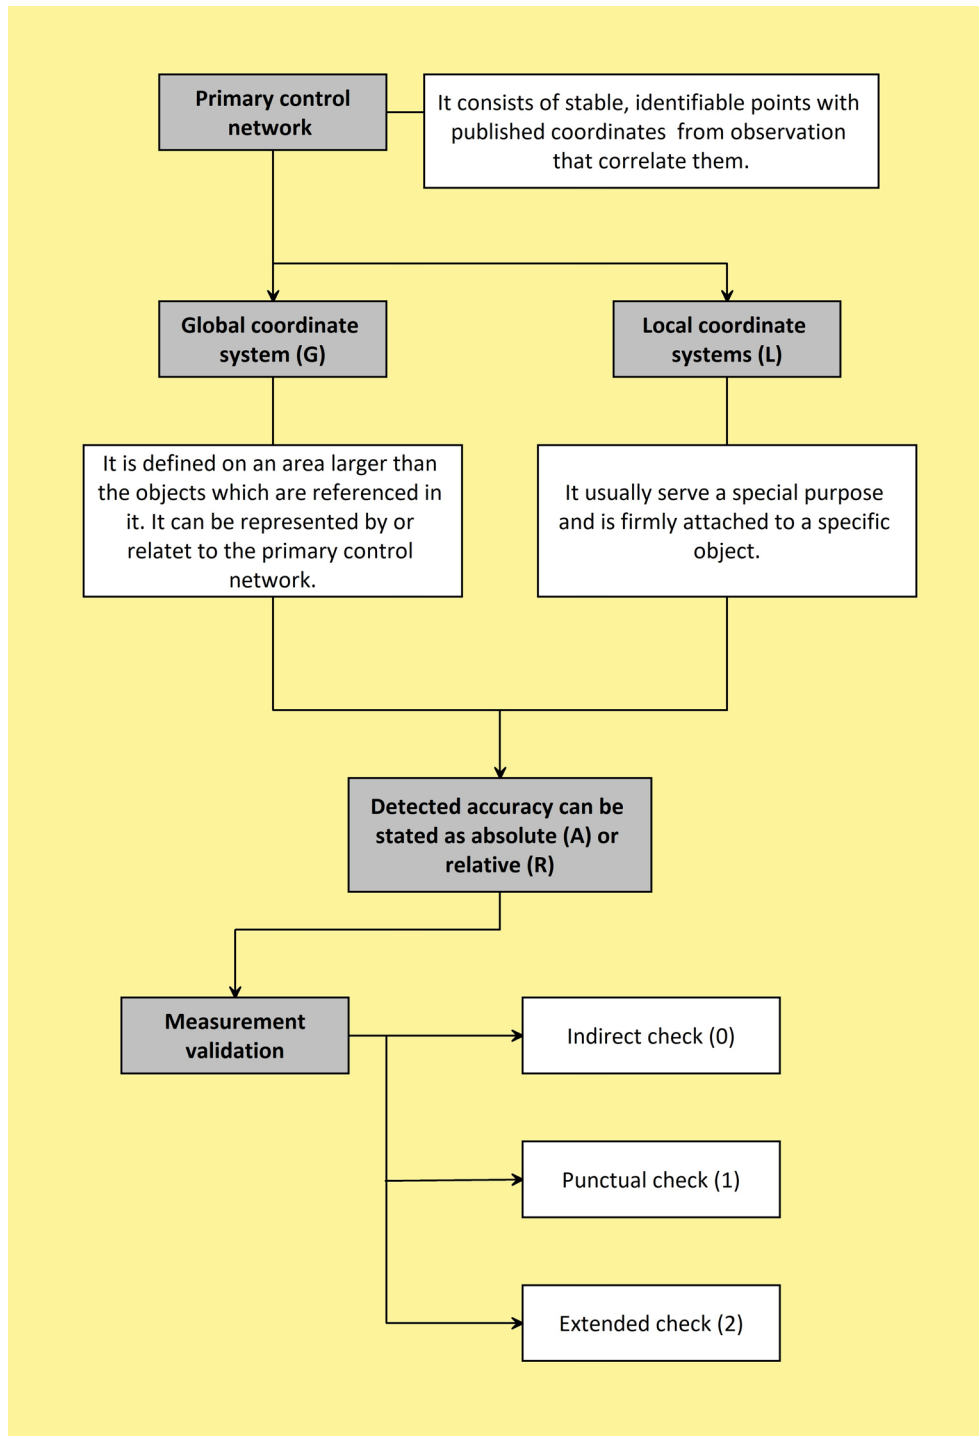 Primary control
network
It consists of stable, identifiable points with
published coordinates from observation
that correlate them.
Global coordinate
system (G)
Local coordinate
systems (L)
It is defined on an area larger than
the objects which are referenced in
it. It can be represented by or
relatet to the primary control
network.
It usually serve a special purpose
and is firmly attached to a specific
object.
Detected accuracy can be
stated as absolute (A) or
relative (R)
Measurement
validation
Indirect check (0)
Punctual check (1)
Extended check (2)